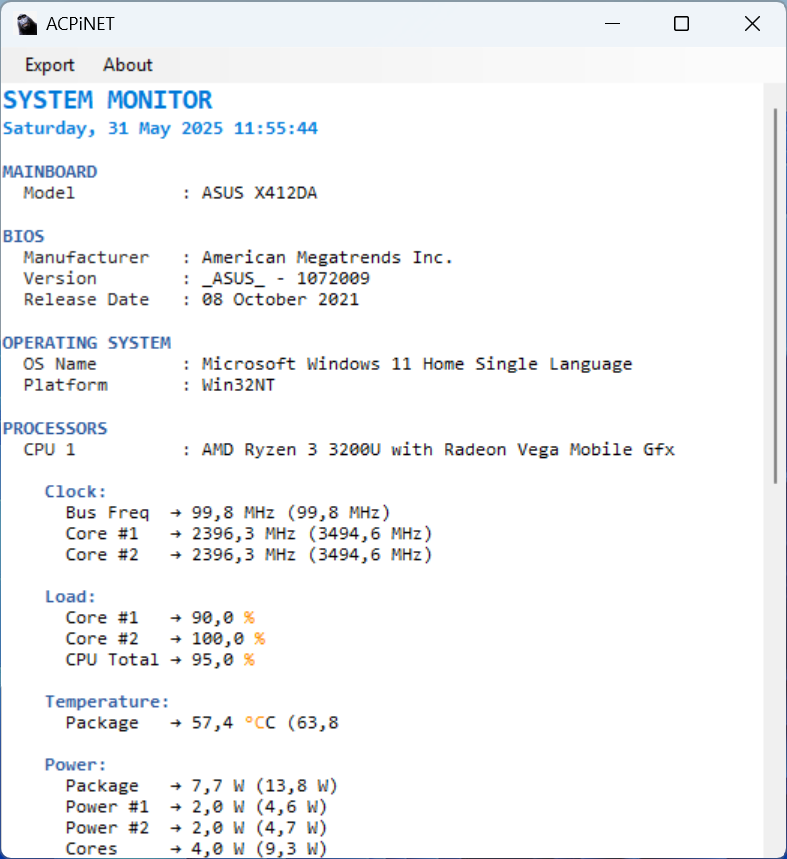 ACPiNET
Export About
SYSTEM MONITOR
Saturday, 31 May 2025 11:55:44
MAINBOARD
Model : ASUS X412DA
BIOS
Manufacturer : American Megatrends Inc.
Version : _ASUS_ - 1072009
Release Date : 08 October 2021
OPERATING SYSTEM
OS Name : Microsoft Windows 11 Home Single Language
Platform : Win32NT
PROCESSORS
CPU 1 : AMD Ryzen 3 3200U with Radeon Vega Mobile Gfx
Clock:
Bus Freq → 99,8 MHz (99,8 MHz)
Core #1 → 2396,3 MHz (3494,6 MHz)
Core #2 → 2396,3 MHz (3494,6 MHz)
Load:
Core #1 → 90,0 %
Core #2 → 100,0 %
CPU Total → 95,0 %
Temperature:
Package → 57,4 °CC (63,8
Power:
Package → 7,7 W (13,8 W)
Power #1 → 2,0 W (4,6 W)
Power #2 → 2,0 W (4,7 W)
Cores → 4,0 W (9,3 W)